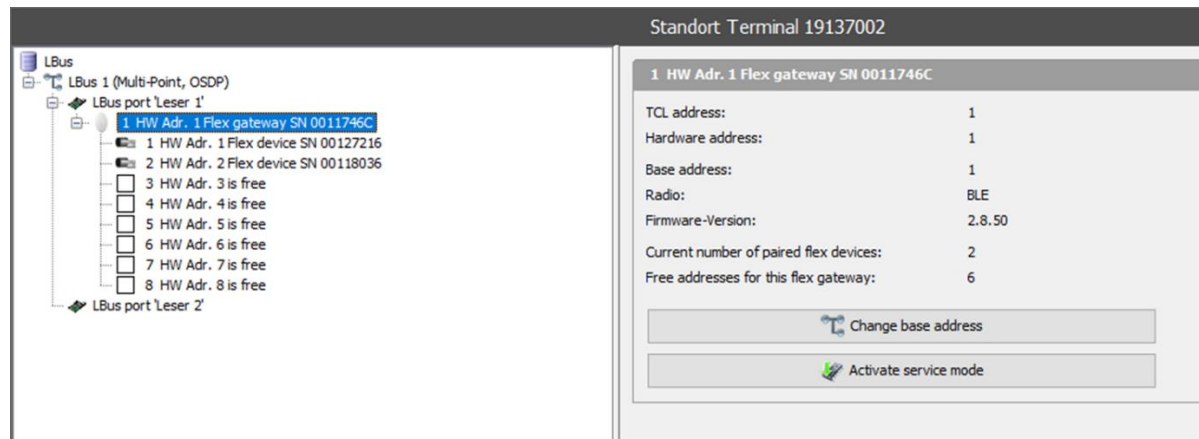 Standort Terminal 19137002
LBus
LBus 1 (Multi-Point, OSDP)
LBus port 'Leser 1'
1 HW Adr. 1 Flex gateway SN 0011746C
1 HW Adr. 1 Flex device SN 00127216
2 HW Adr. 2 Flex device SN 00118036
3 HW Adr. 3 is free
4 HW Adr. 4 is free
5 HW Adr. 5 is free
6 HW Adr. 6 is free
7 HW Adr. 7 is free
8 HW Adr. 8 is free
LBus port 'Leser 2'
1 HW Adr. 1 Flex gateway SN 0011746C
TCL address: 1
Hardware address: 1
Base address: 1
Radio: BLE
Firmware-Version: 2.8.50
Current number of paired flex devices: 2
Free addresses for this flex gateway: 6
Change base address
Activate service mode